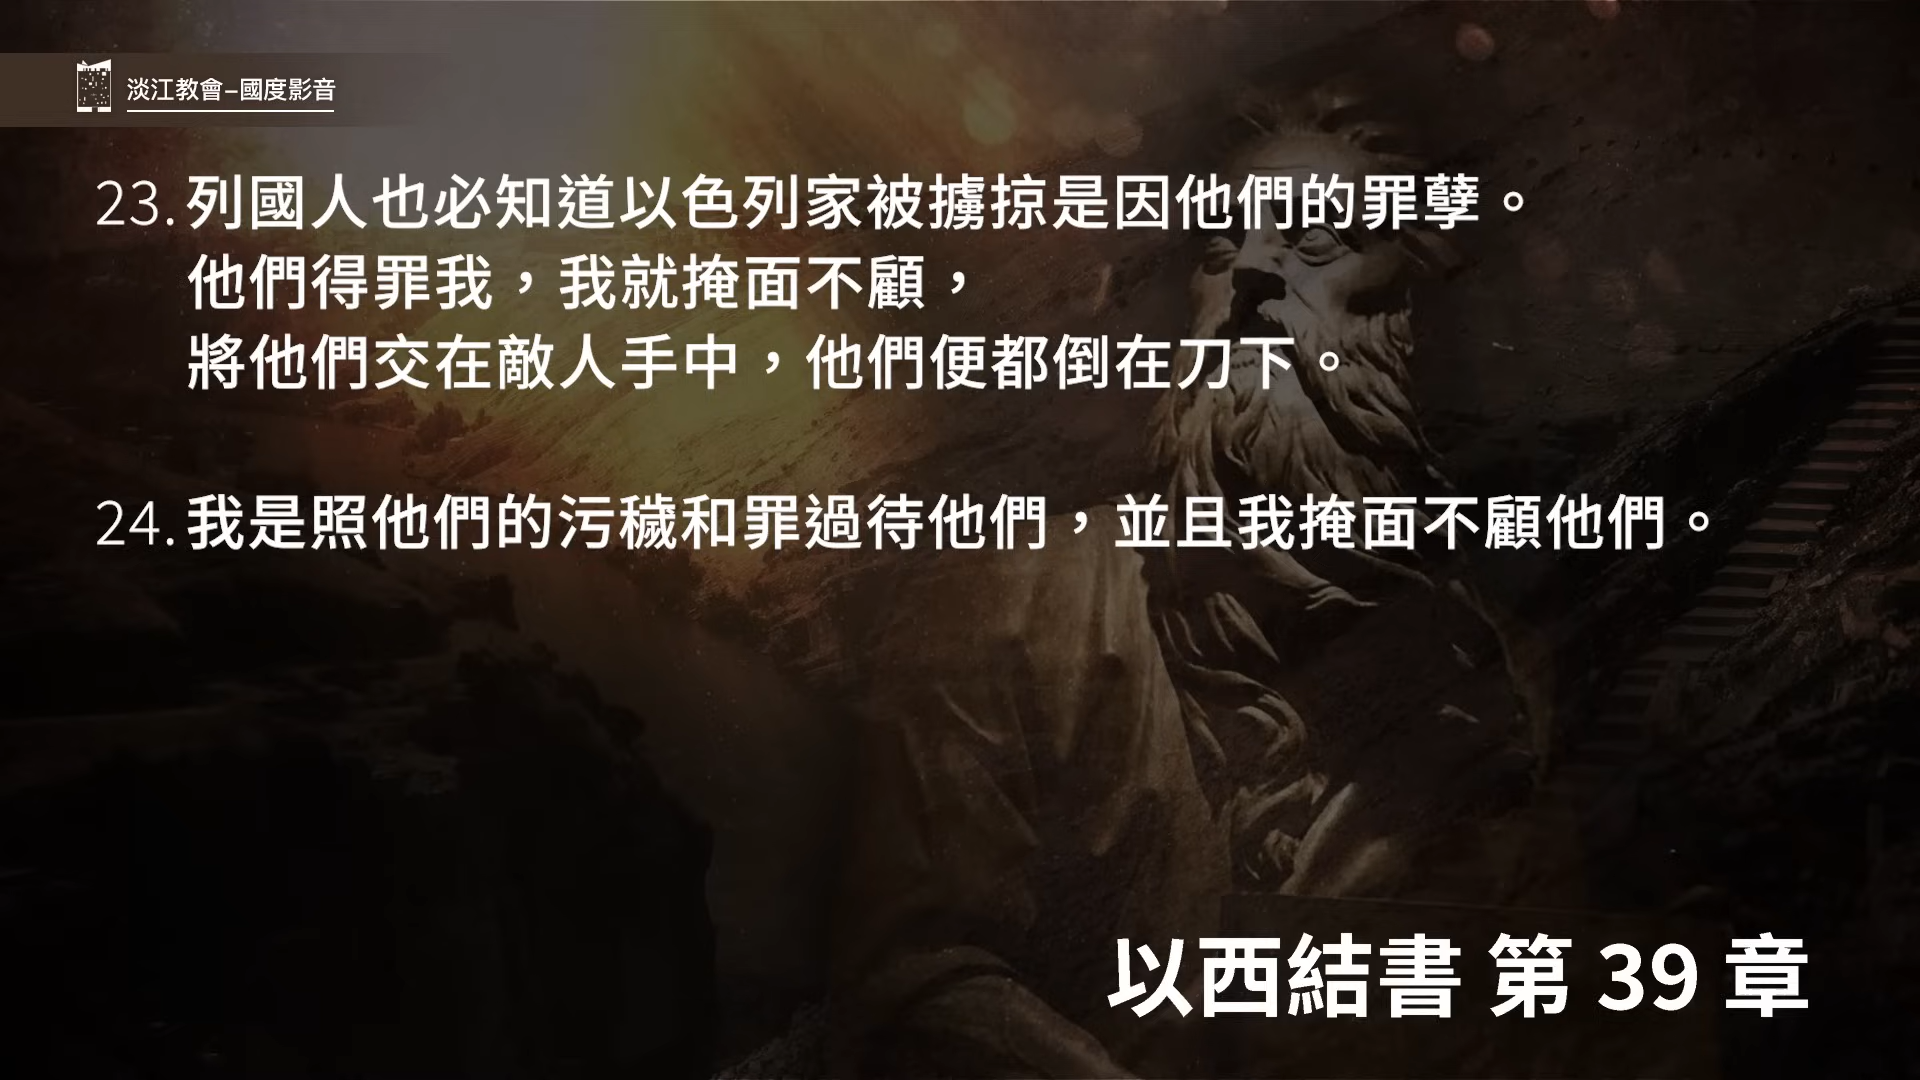 淡江教會–國度影音
23. 列國人也必知道以色列家被擄掠是因他們的罪孽。
他們得罪我，我就掩面不顧，
將他們交在敵人手中，他們便都倒在刀下。
24. 我是照他們的污穢和罪過待他們，並且我掩面不顧他們。
以西結書 第 39 章